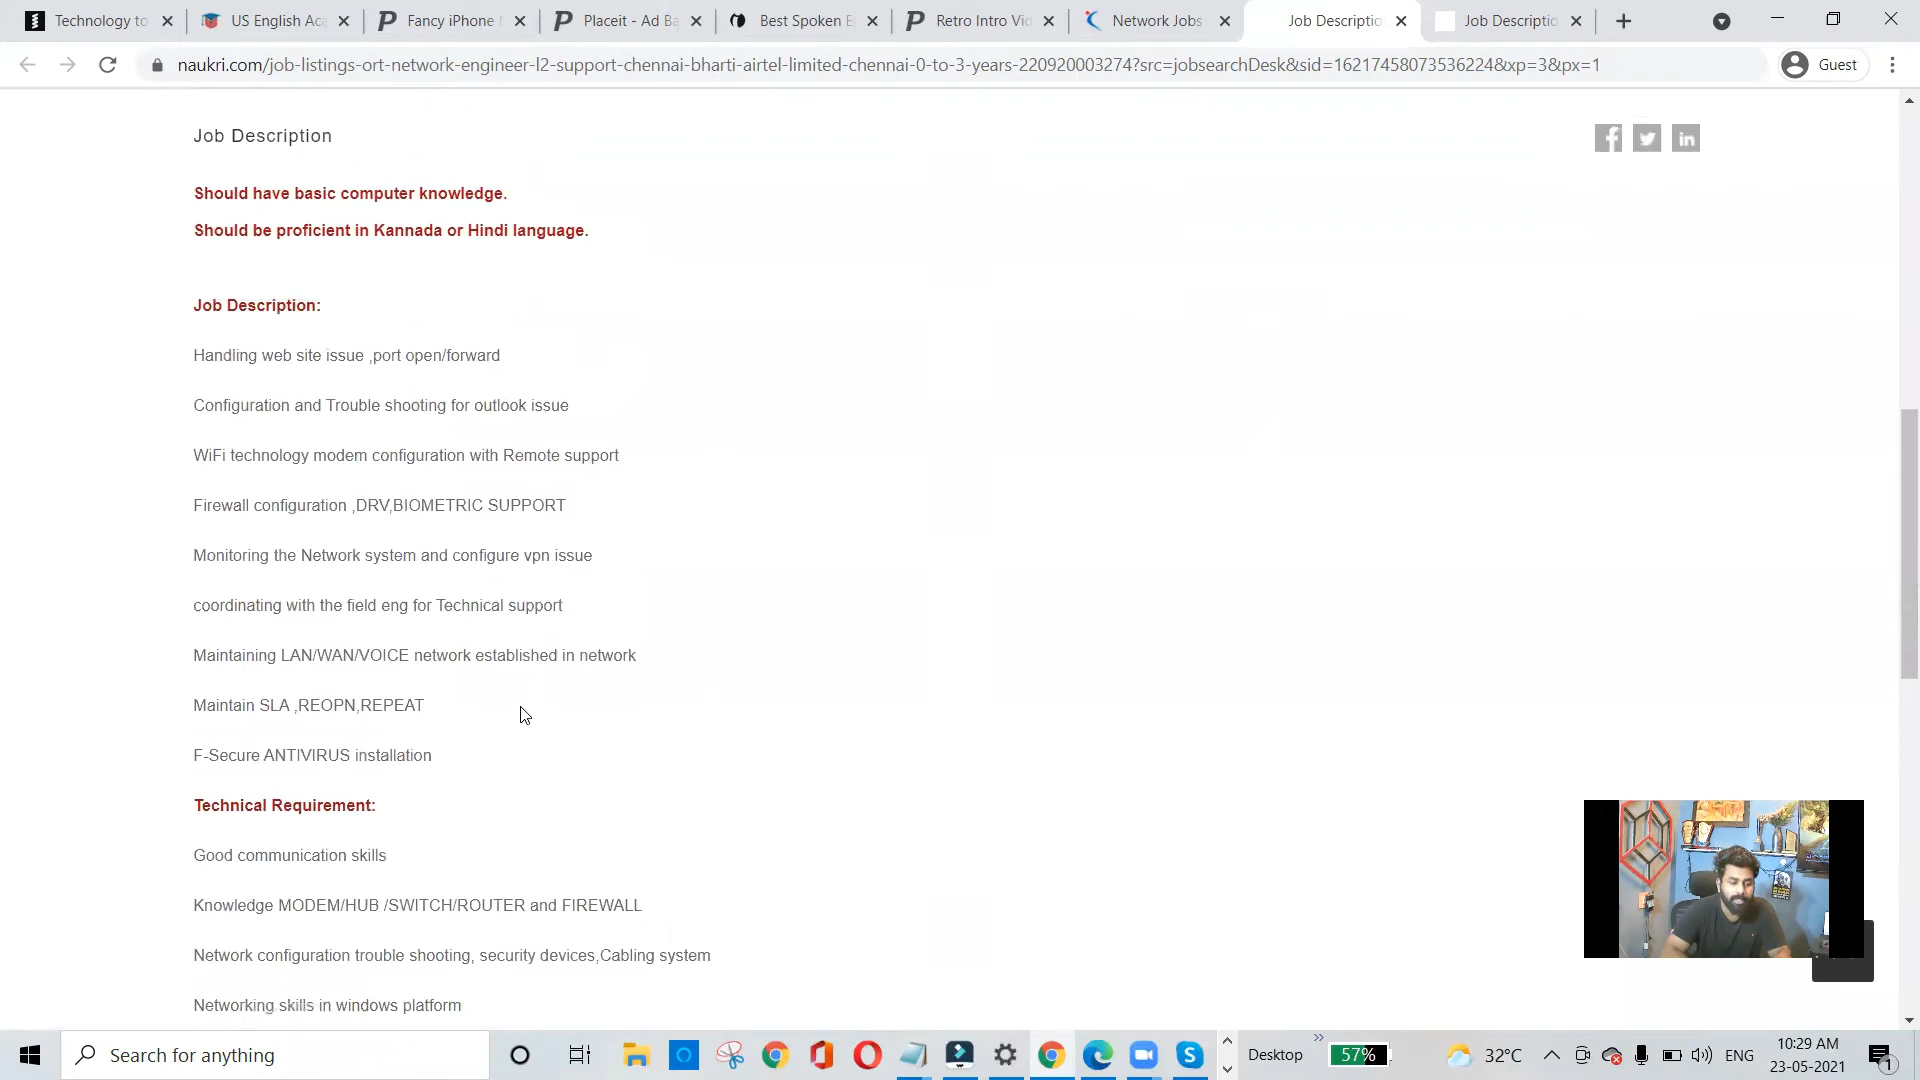 Technology to
US English Aca
Fancy iPhone
Placeit - Ad Ba
Best Spoken E
Retro Intro Vid
Network Jobs
Job Descriptio
Job Descriptio
naukri.com/job-listings-ort-network-engineer-l2-support-chennai-bharti-airtel-limited-chennai-0-to-3-years-220920003274?src=jobsearchDesk&sid=16217458073536224&xp=3&px=1
Guest
Job Description
Should have basic computer knowledge.
Should be proficient in Kannada or Hindi language.
Job Description:
Handling web site issue ,port open/forward
Configuration and Trouble shooting for outlook issue
WiFi technology modem configuration with Remote support
Firewall configuration ,DRV,BIOMETRIC SUPPORT
Monitoring the Network system and configure vpn issue
coordinating with the field eng for Technical support
Maintaining LAN/WAN/VOICE network established in network
Maintain SLA ,REOPN,REPEAT
F-Secure ANTIVIRUS installation
Technical Requirement:
Good communication skills
Knowledge MODEM/HUB /SWITCH/ROUTER and FIREWALL
Network configuration trouble shooting, security devices,Cabling system
Networking skills in windows platform
Search for anything
Desktop
57%
32°C
ENG
10:29 AM
23-05-2021
1